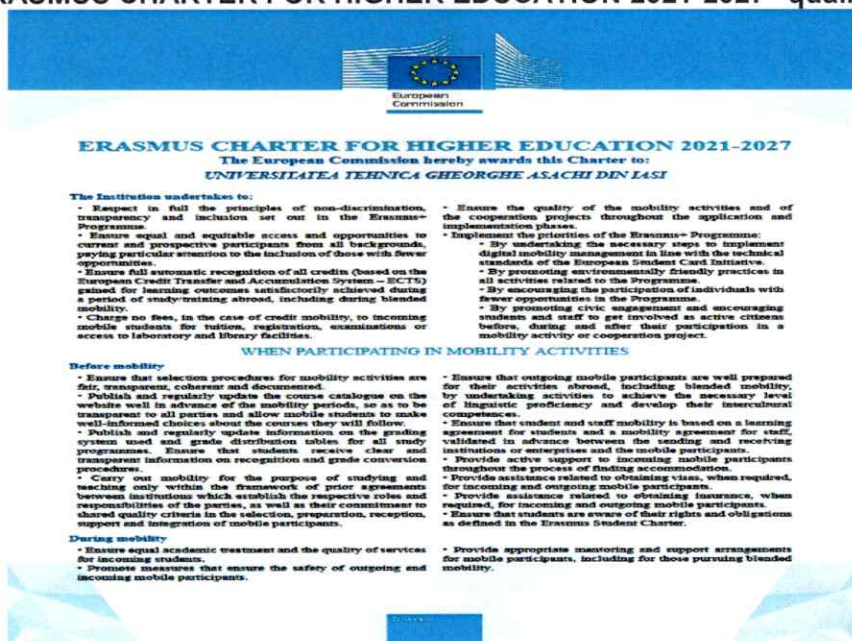 ERASMUS CHARTER FOR HIGHER EDUCATION 2021-2027
European
Commission
ERASMUS CHARTER FOR HIGHER EDUCATION 2021-2027
The European Commission hereby awards this Charter to:
UNIVERSITATEA TEHNICA GHEORGHE ASACHI DIN IASI
The Institution undertakes to:
• Respect in full the principles of non-discrimination,
transparency and inclusion set out in the Erasmus+
Programme.
• Ensure equal and equitable access and opportunities to
current and prospective participants from all backgrounds,
paying particular attention to the inclusion of those with fewer
opportunities.
• Ensure full automatic recognition of all credits (based on the
European Credit Transfer and Accumulation System – ECTS)
gained for learning outcomes satisfactorily achieved during
a period of study/training abroad, including during blended
mobility.
• Charge no fees, in the case of credit mobility, to incoming
mobile students for tuition, registration, examinations or
access to laboratory and library facilities.
• Ensure the quality of the mobility activities and of
the cooperation projects throughout the application and
implementation phases.
• Implement the priorities of the Erasmus+ Programme:
• By undertaking the necessary steps to implement
digital mobility management in line with the technical
standards of the European Student Card Initiative.
• By promoting environmentally friendly practices in
all activities related to the Programme.
• By encouraging the participation of individuals with
fewer opportunities in the Programme.
• By promoting civic engagement and encouraging
students and staff to get involved as active citizens
before, during and after their participation in a
mobility activity or cooperation project.
WHEN PARTICIPATING IN MOBILITY ACTIVITIES
Before mobility
• Ensure that selection procedures for mobility activities are
fair, transparent, coherent and documented.
• Publish and regularly update the course catalogue on the
website well in advance of the mobility periods, so as to be
transparent to all parties and allow mobile students to make
well-informed choices about the courses they will follow.
• Publish and regularly update information on the grading
system used and grade distribution tables for all study
programmes. Ensure that students receive clear and
transparent information on recognition and grade conversion
procedures.
• Carry out mobility for the purpose of studying and
teaching only within the framework of prior agreements
between institutions which establish the respective roles and
responsibilities of the parties, as well as their commitment to
shared quality criteria in the selection, preparation, reception,
support and integration of mobile participants.
• Ensure that outgoing mobile participants are well prepared
for their activities abroad, including blended mobility,
by undertaking activities to achieve the necessary level
of linguistic proficiency and develop their intercultural
competences.
• Ensure that student and staff mobility is based on a learning
agreement for students and a mobility agreement for staff,
validated in advance between the sending and receiving
institutions or enterprises and the mobile participants.
• Provide active support to incoming mobile participants
throughout the process of finding accommodation.
• Provide assistance related to obtaining visas, when required,
for incoming and outgoing mobile participants.
• Provide assistance related to obtaining insurance, when
required, for incoming and outgoing mobile participants.
• Ensure that students are aware of their rights and obligations
as defined in the Erasmus Student Charter.
During mobility
• Ensure equal academic treatment and the quality of services
for incoming students.
• Promote measures that ensure the safety of outgoing and
incoming mobile participants.
• Provide appropriate mentoring and support arrangements
for mobile participants, including for those pursuing blended
mobility.